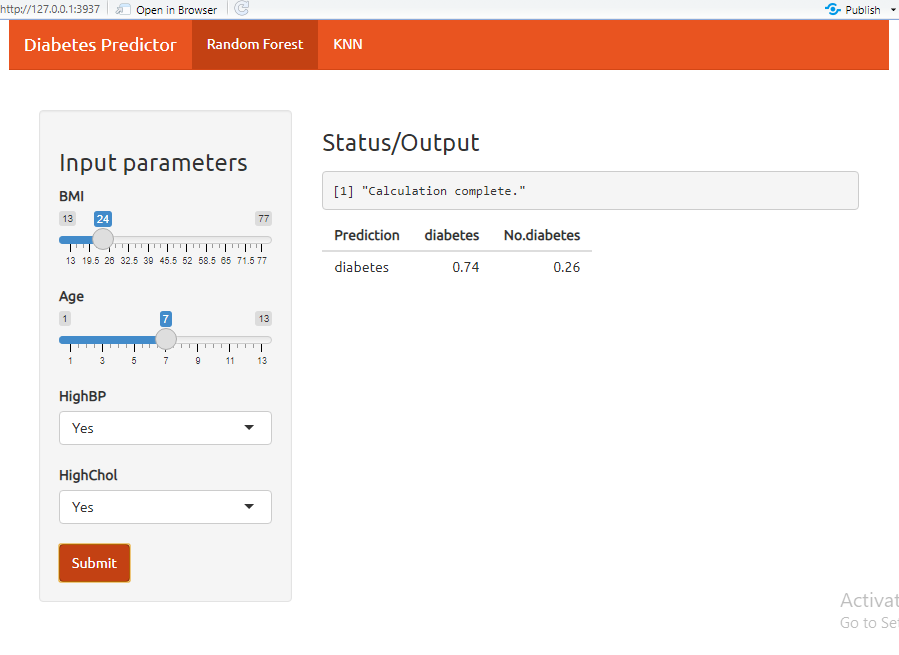 http://127.0.0.1:3937 Open in Browser Publish
Diabetes Predictor Random Forest KNN
Input parameters
BMI
13 24 77
13 19.5 26 32.5 39 45.5 52 58.5 65 71.5 77
Age
1 7 13
1 3 5 7 9 11 13
HighBP
Yes
HighChol
Yes
Submit
Status/Output
[1] "Calculation complete."
Prediction diabetes No.diabetes
diabetes 0.74 0.26
Activat
Go to Set